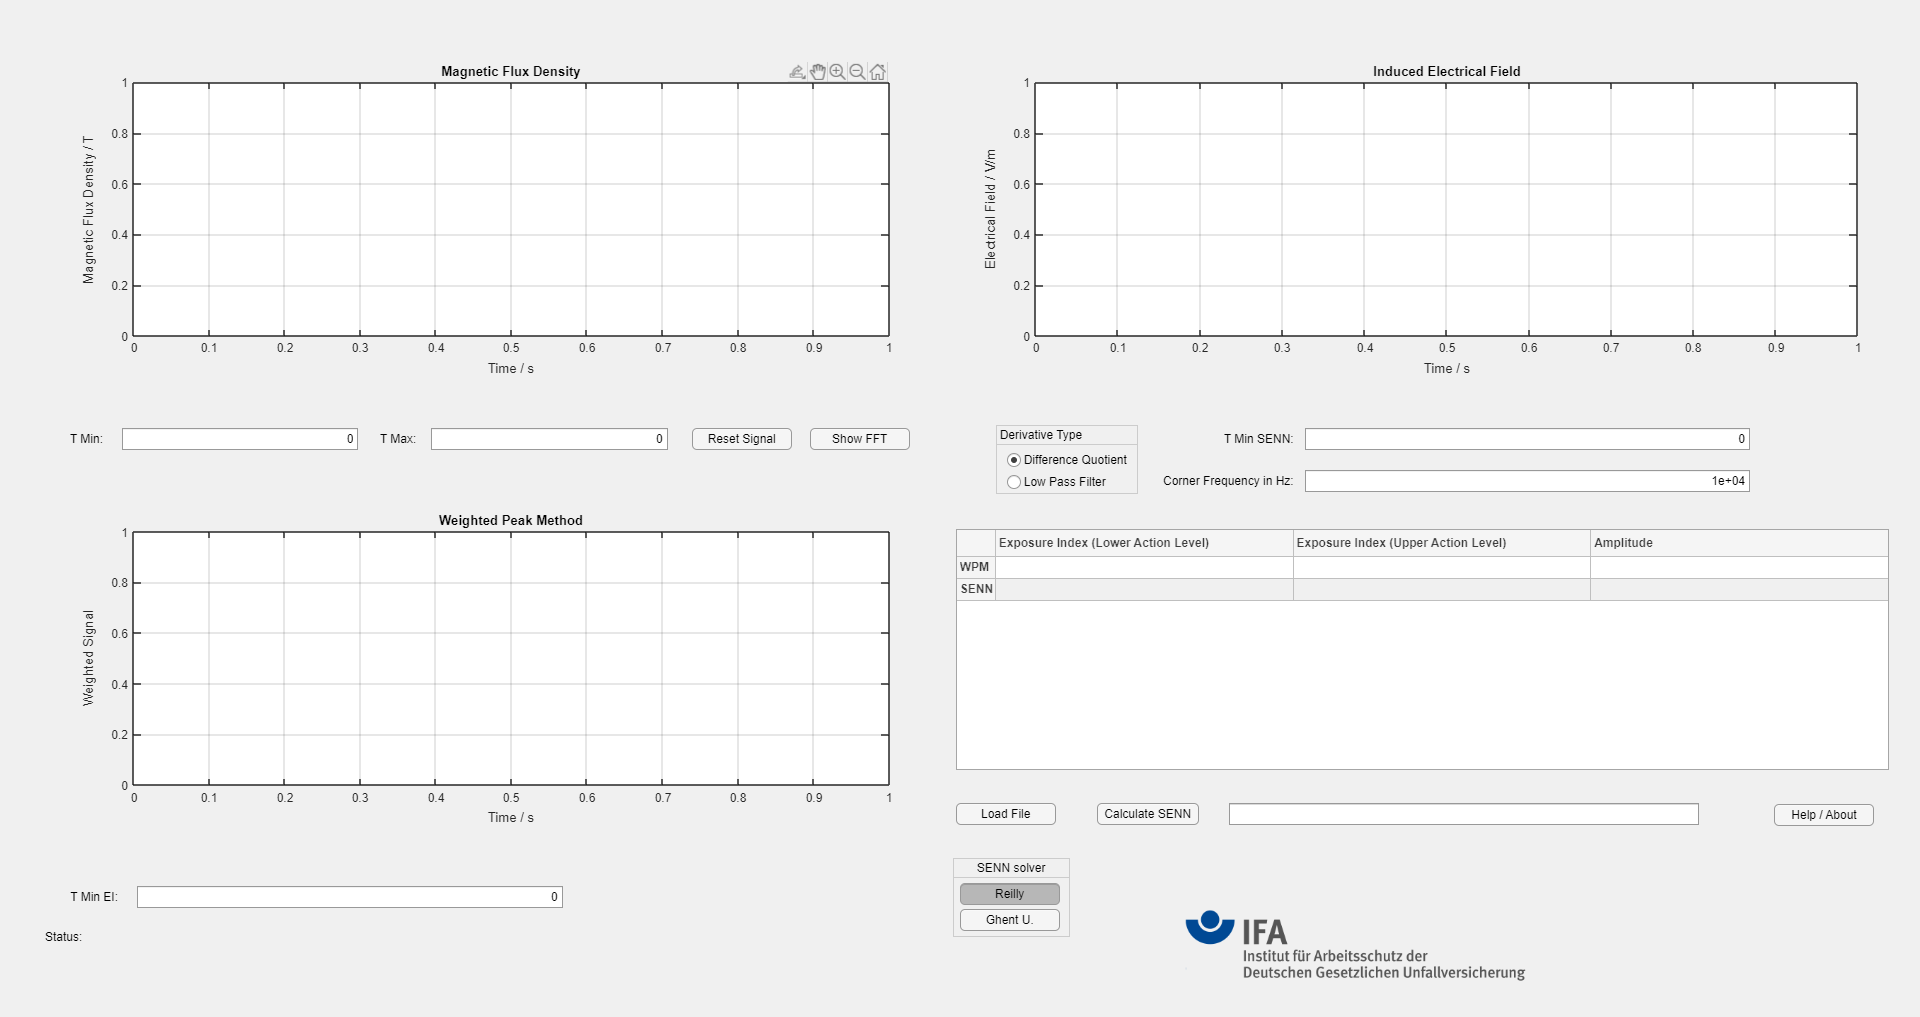 Magnetic Flux Density
Magnetic Flux Density / T
1
0.8
0.6
0.4
0.2
0
0 0.1 0.2 0.3 0.4 0.5 0.6 0.7 0.8 0.9 1
Time / s
Induced Electrical Field
Electrical Field / V/m
1
0.8
0.6
0.4
0.2
0
0 0.1 0.2 0.3 0.4 0.5 0.6 0.7 0.8 0.9 1
Time / s
T Min: 0 T Max: 0 Reset Signal Show FFT
Derivative Type
Difference Quotient
Low Pass Filter
T Min SENN: 0
Corner Frequency in Hz: 1e+04
Weighted Peak Method
Weighted Signal
1
0.8
0.6
0.4
0.2
0
0 0.1 0.2 0.3 0.4 0.5 0.6 0.7 0.8 0.9 1
Time / s
Exposure Index (Lower Action Level) Exposure Index (Upper Action Level) Amplitude
WPM
SENN
Load File Calculate SENN Help / About
SENN solver
Reilly
Ghent U.
T Min EI: 0
Status:
IFA
Institut für Arbeitsschutz der
Deutschen Gesetzlichen Unfallversicherung